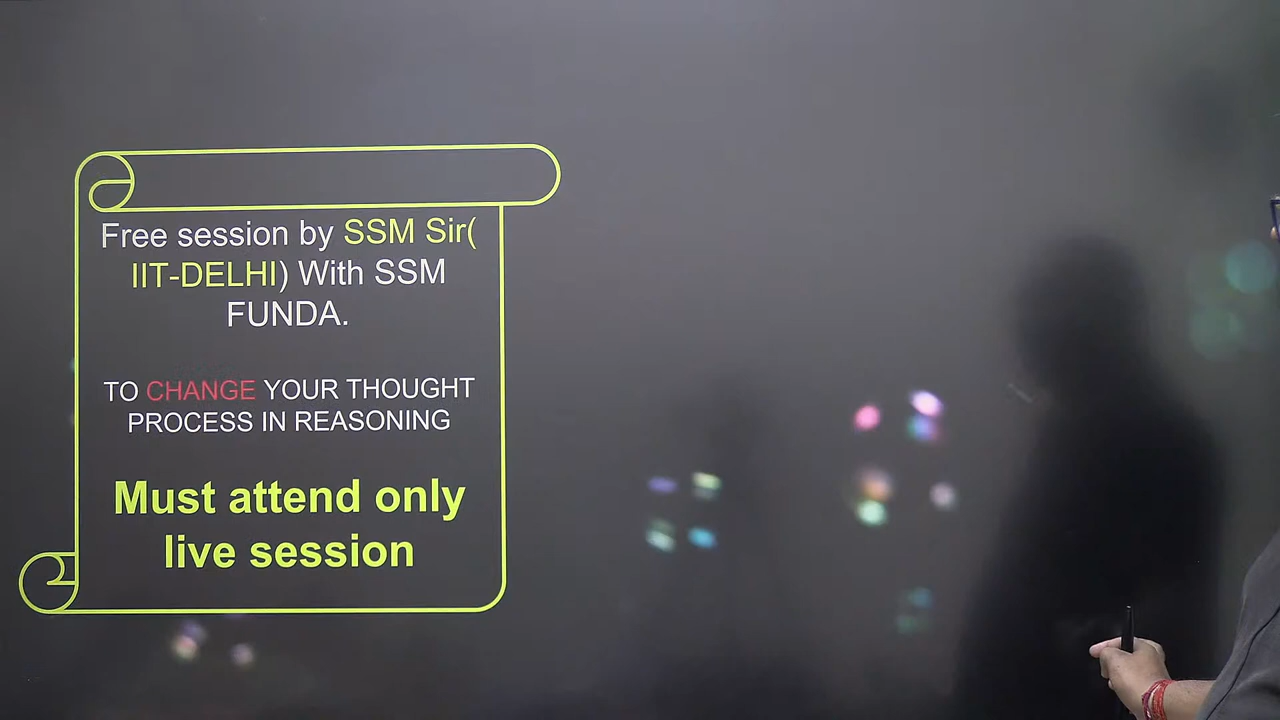 Free session by SSM Sir(
IIT-DELHI) With SSM
FUNDA.
TO CHANGE YOUR THOUGHT
PROCESS IN REASONING
Must attend only
live session